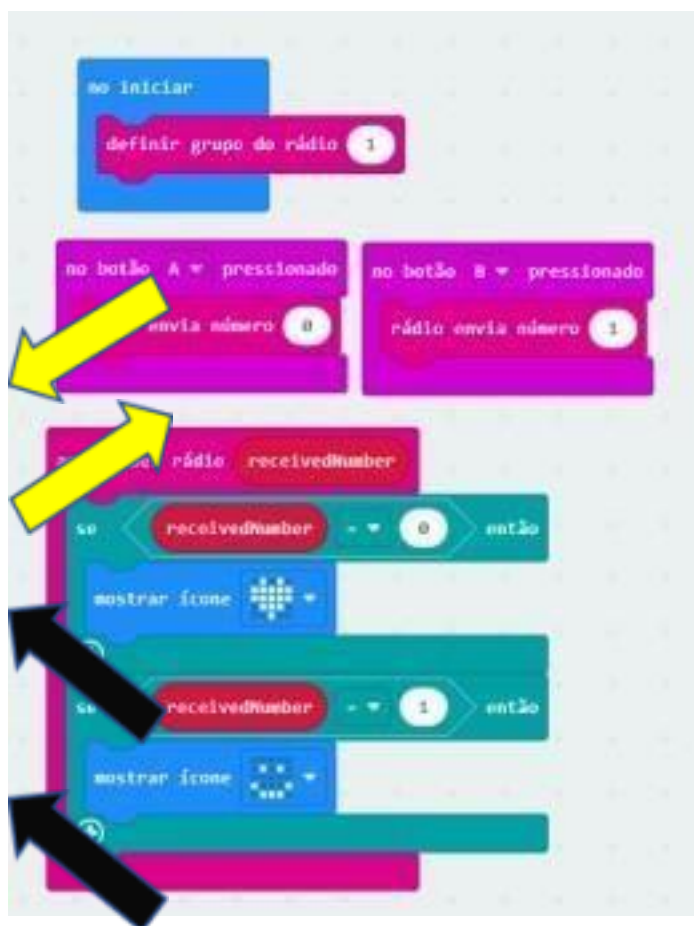 no iniciar
definir grupo do rádio 1
no botão A pressionado
envia número 0
no botão B pressionado
rádio envia número 1
rádio receivedNumber
se receivedNumber = 0 então
mostrar ícone
se receivedNumber = 1 então
mostrar ícone